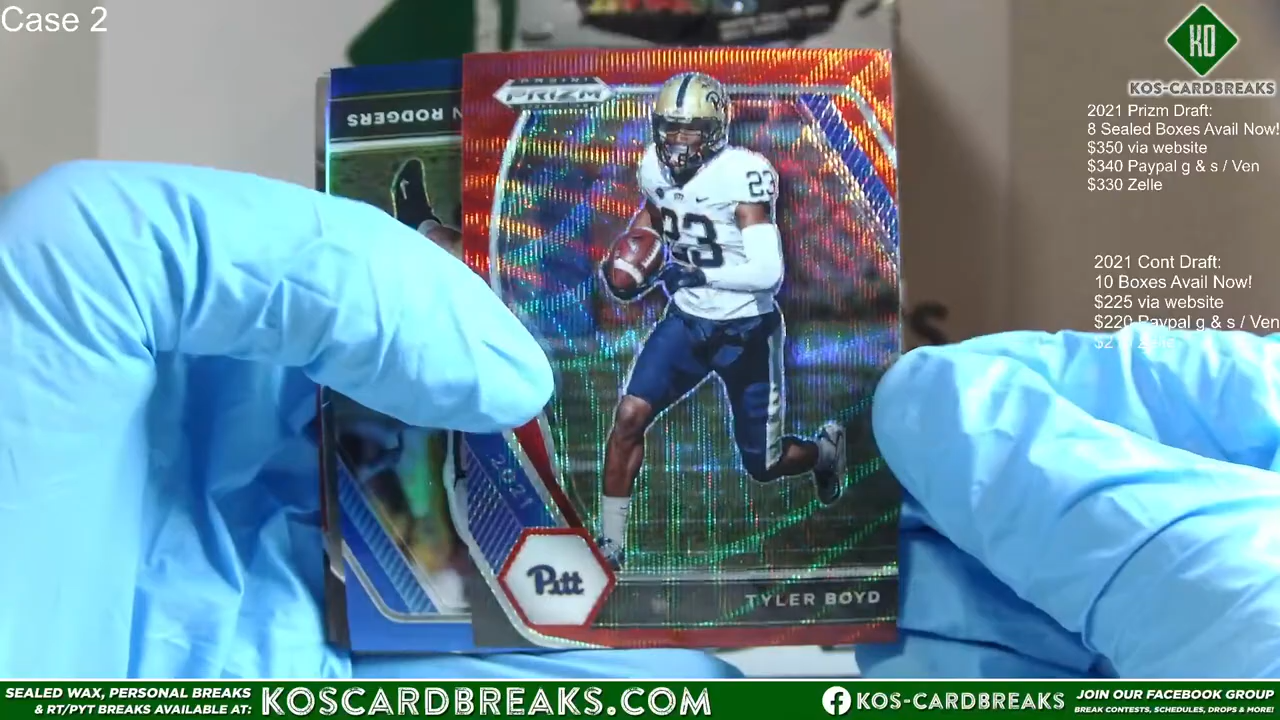 Case 2
KO
KOS-CARDBREAKS
2021 Prizm Draft:
8 Sealed Boxes Avail Now!
$350 via website
$340 Paypal g & s / Ven
$330 Zelle
2021 Cont Draft:
10 Boxes Avail Now!
$225 via website
$220 Paypal g & s / Ven
Zelle
N RODGERS
PRIZM
23
23
2021
Pitt
TYLER BOYD
SEALED WAX, PERSONAL BREAKS
& RT/PYT BREAKS AVAILABLE AT:
KOSCARDBREAKS.COM
KOS-CARDBREAKS
JOIN OUR FACEBOOK GROUP
BREAK CONTESTS, SCHEDULES, DROPS & MORE!